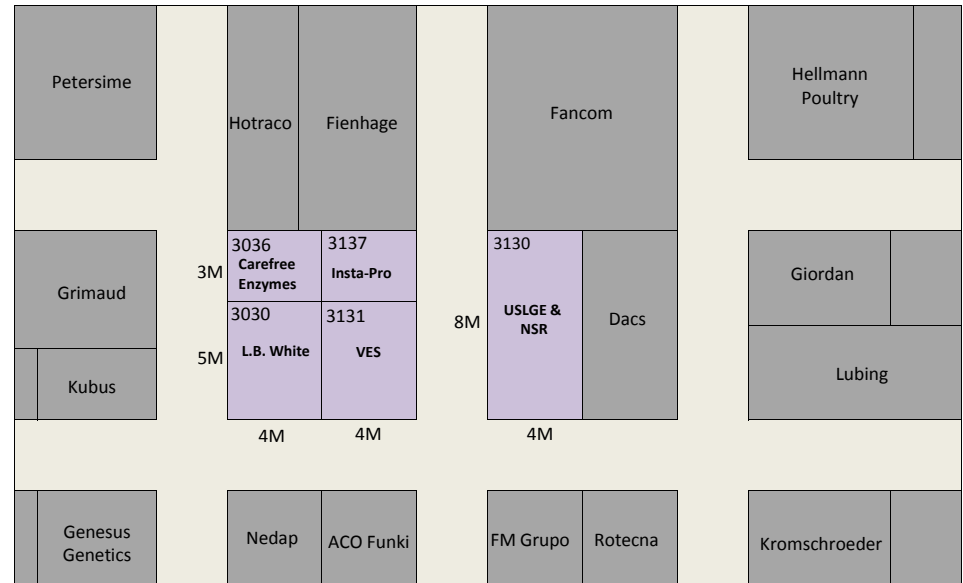 Petersime
Hotraco
Fienhage
Fancom
Hellmann
Poultry
Grimaud
Kubus
3M
5M
3036
Carefree
Enzymes
3137
Insta-Pro
3030
L.B. White
3131
VES
4M
4M
8M
3130
USLGE &
NSR
Dacs
4M
Giordan
Lubing
Genesus
Genetics
Nedap
ACO Funki
FM Grupo
Rotecna
Kromschroeder